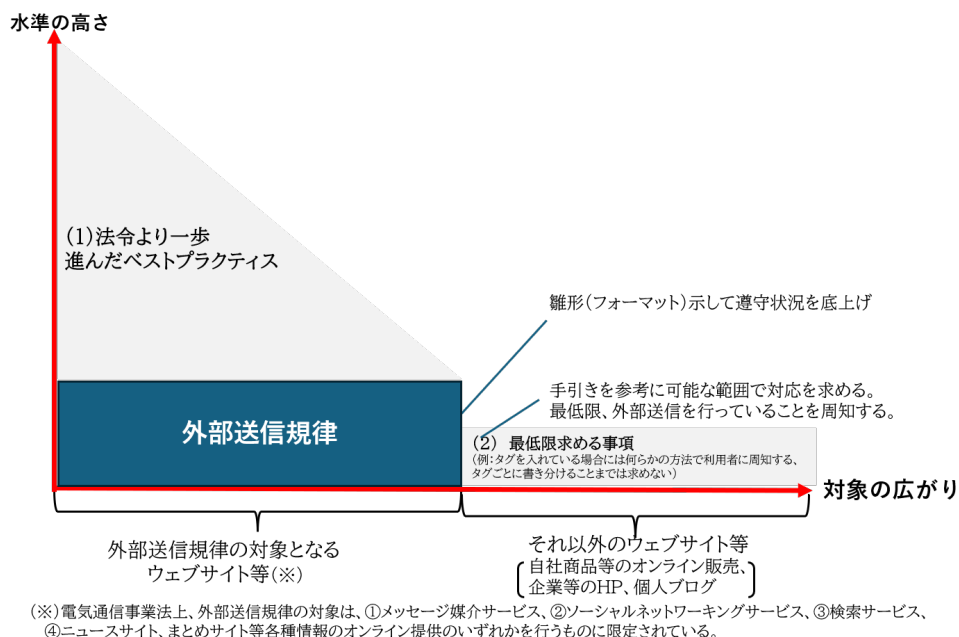 水準の高さ
(1)法令より一歩
進んだベストプラクティス
雛形(フォーマット)示して遵守状況を底上げ
手引きを参考に可能な範囲で対応を求める。
最低限、外部送信を行っていることを周知する。
外部送信規律
(2) 最低限求める事項
(例:タグを入れている場合には何らかの方法で利用者に周知する、
タグごとに書き分けることまでは求めない)
対象の広がり
外部送信規律の対象となる
ウェブサイト等(※)
それ以外のウェブサイト等
自社商品等のオンライン販売、
企業等のHP、個人ブログ
(※)電気通信事業法上、外部送信規律の対象は、①メッセージ媒介サービス、②ソーシャルネットワーキングサービス、③検索サービス、
④ニュースサイト、まとめサイト等各種情報のオンライン提供のいずれかを行うものに限定されている。